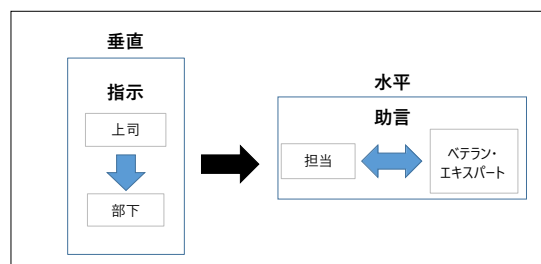 垂直
指示
上司
部下
水平
助言
担当
ベテラン・
エキスパート